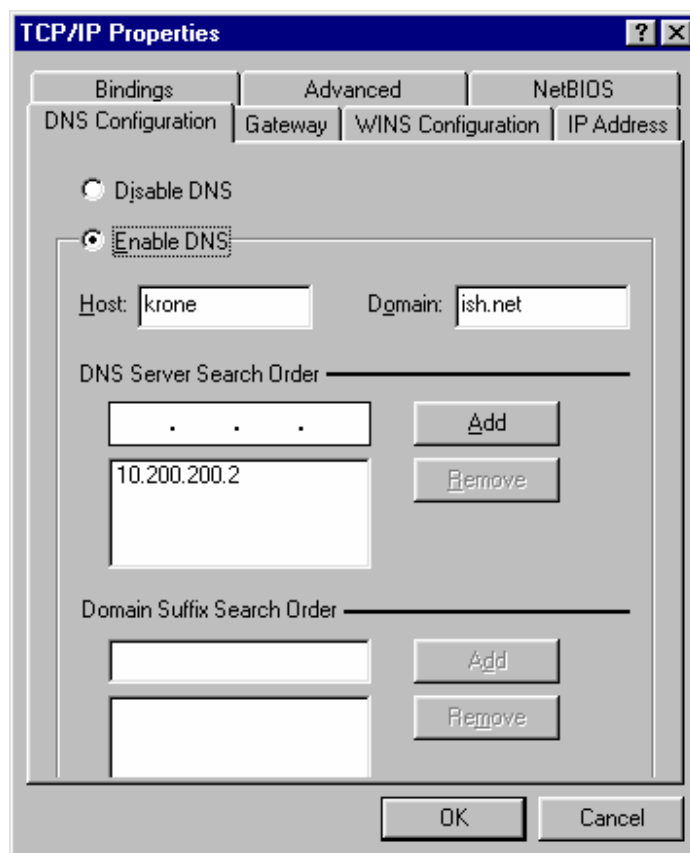 TCP/IP Properties
Bindings Advanced NetBIOS
DNS Configuration Gateway WINS Configuration IP Address
Disable DNS
Enable DNS
Host: krone Domain: ish.net
DNS Server Search Order
. . . Add
10.200.200.2 Remove
Domain Suffix Search Order
Add
Remove
OK Cancel